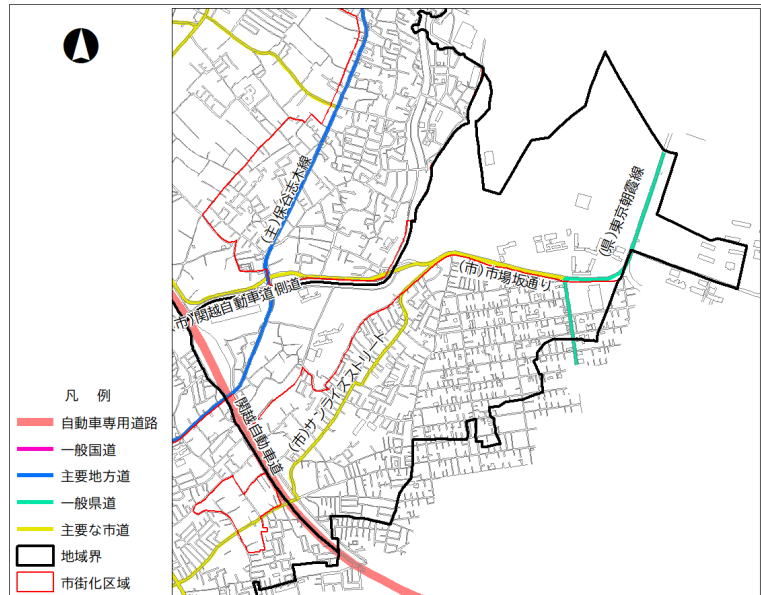 (主)保谷志木線
(県)東京朝霞線
(市)市場坂通り
(市)関越自動車道側道
(市)サンライズストリート
関越自動車道
凡　例
自動車専用道路
一般国道
主要地方道
一般県道
主要な市道
地域界
市街化区域